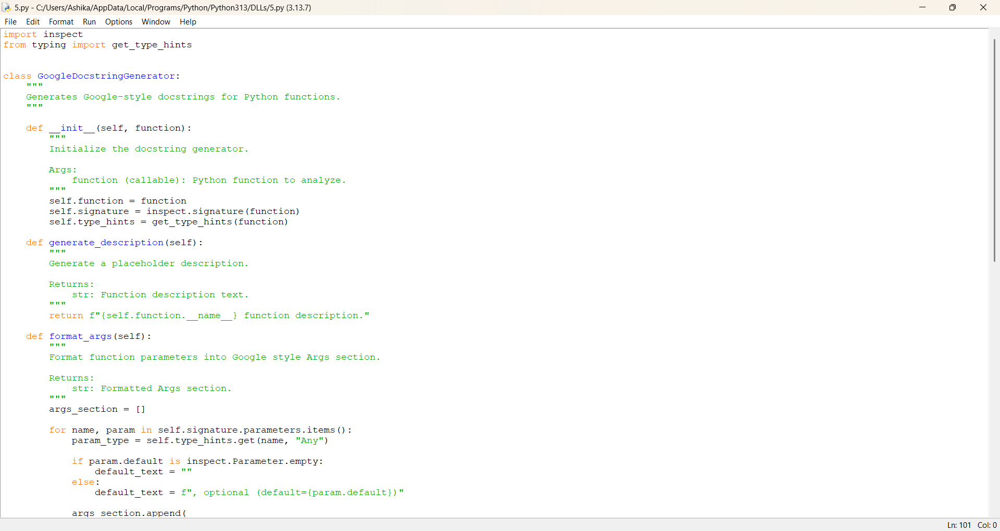 5.py - C:/Users/Ashika/AppData/Local/Programs/Python/Python313/DLLs/5.py (3.13.7)
File Edit Format Run Options Window Help
import inspect
from typing import get_type_hints
class GoogleDocstringGenerator:
    """
    Generates Google-style docstrings for Python functions.
    """
    def __init__(self, function):
        """
        Initialize the docstring generator.
        Args:
            function (callable): Python function to analyze.
        """
        self.function = function
        self.signature = inspect.signature(function)
        self.type_hints = get_type_hints(function)
    def generate_description(self):
        """
        Generate a placeholder description.
        Returns:
            str: Function description text.
        """
        return f"{self.function.__name__} function description."
    def format_args(self):
        """
        Format function parameters into Google style Args section.
        Returns:
            str: Formatted Args section.
        """
        args_section = []
        for name, param in self.signature.parameters.items():
            param_type = self.type_hints.get(name, "Any")
            if param.default is inspect.Parameter.empty:
                default_text = ""
            else:
                default_text = f", optional (default={param.default})"
            args_section.append(
Ln: 101 Col: 0